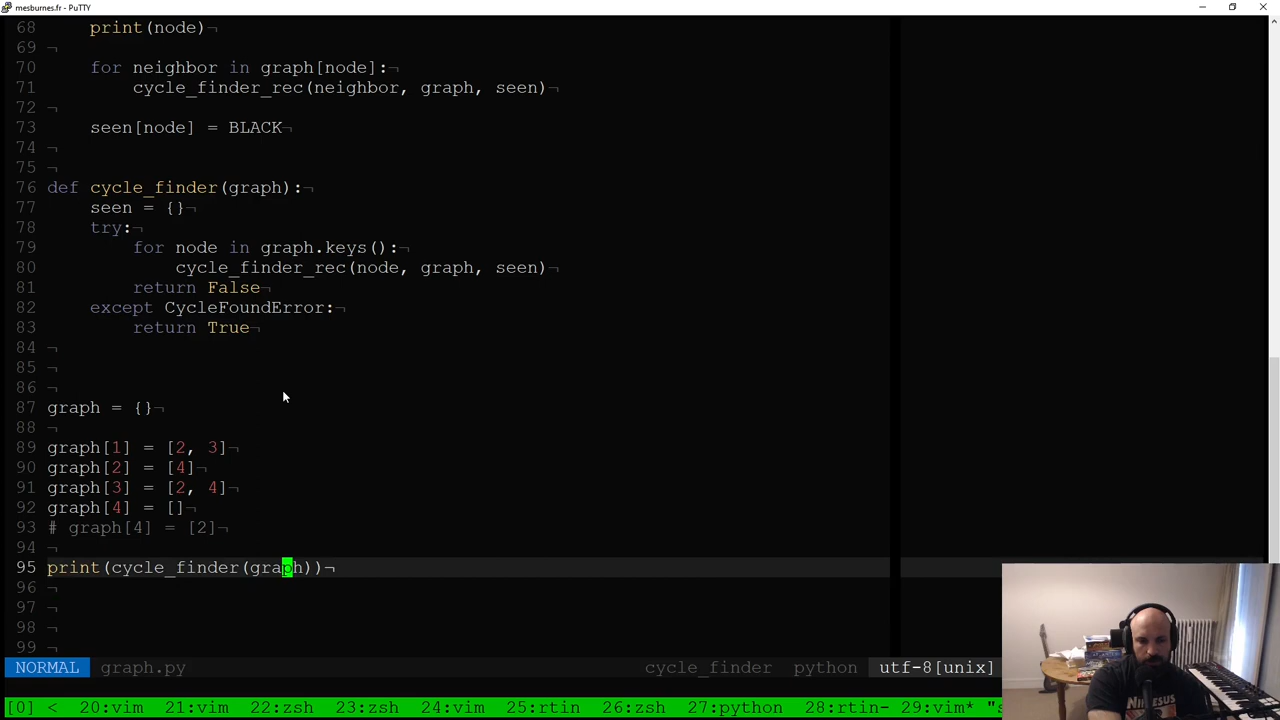 mesburnes.fr - PuTTY
68 print(node)¬
69 ¬
70 for neighbor in graph[node]:¬
71 cycle_finder_rec(neighbor, graph, seen)¬
72 ¬
73 seen[node] = BLACK¬
74 ¬
75 ¬
76 def cycle_finder(graph):¬
77 seen = {}¬
78 try:¬
79 for node in graph.keys():¬
80 cycle_finder_rec(node, graph, seen)¬
81 return False¬
82 except CycleFoundError:¬
83 return True¬
84 ¬
85 ¬
86 ¬
87 graph = {}¬
88 ¬
89 graph[1] = [2, 3]¬
90 graph[2] = [4]¬
91 graph[3] = [2, 4]¬
92 graph[4] = []¬
93 # graph[4] = [2]¬
94 ¬
95 print(cycle_finder(graph))¬
96 ¬
97 ¬
98 ¬
99 ¬
NORMAL graph.py cycle_finder python utf-8[unix]
[0] < 20:vim 21:vim 22:zsh 23:zsh 24:vim 25:rtin 26:zsh 27:python 28:rtin- 29:vim* "s